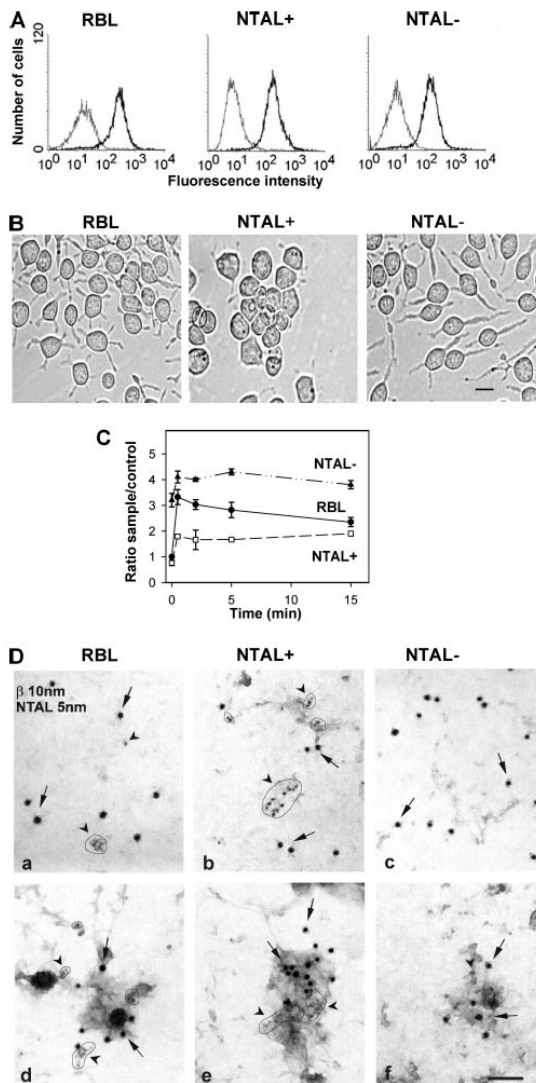 A
RBL NTAL+ NTAL-
Number of cells
120
0
10⁰ 10¹ 10² 10³ 10⁴ 10⁰ 10¹ 10² 10³ 10⁴ 10⁰ 10¹ 10² 10³ 10⁴
Fluorescence intensity
B
RBL NTAL+ NTAL-
C
Ratio sample/control
5
4
3
2
1
0
NTAL-
RBL
NTAL+
0 5 10 15
Time (min)
D
RBL NTAL+ NTAL-
β 10nm
NTAL 5nm
a b c
d e f